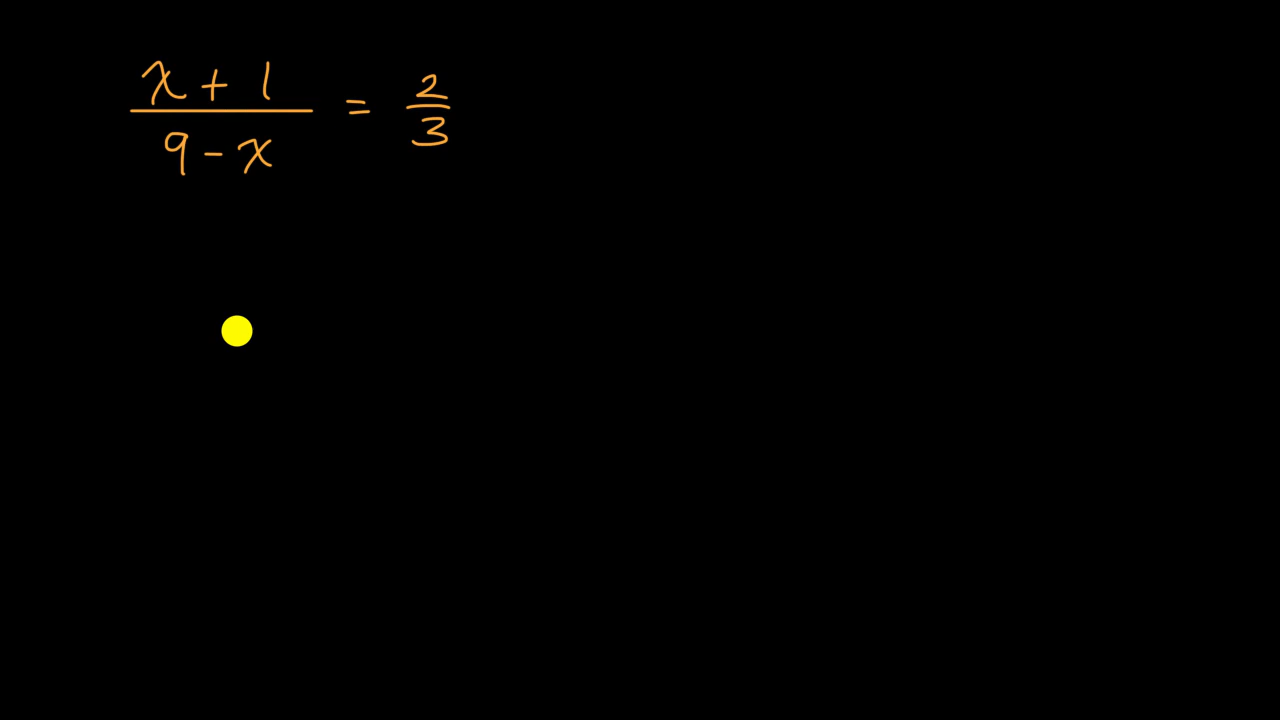 x + 1 / 9 - x = 2 / 3